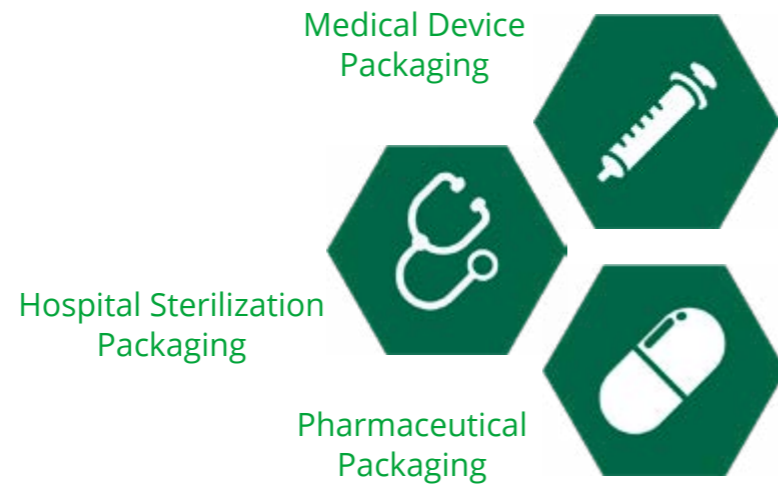 Medical Device
Packaging
Hospital Sterilization
Packaging
Pharmaceutical
Packaging